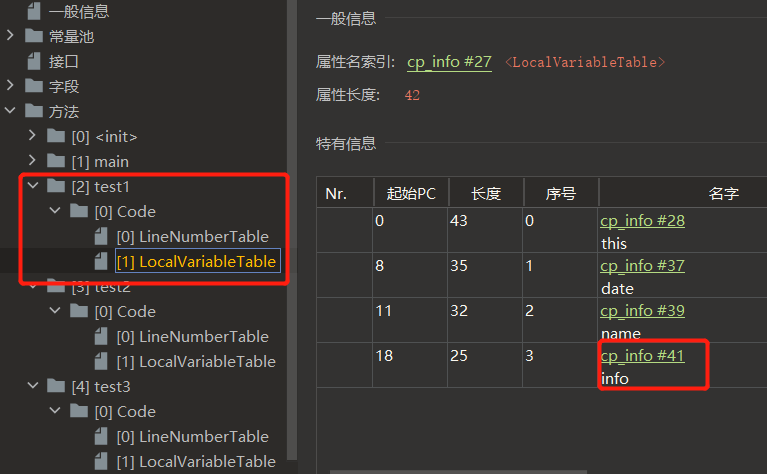 一般信息
常量池
接口
字段
方法
[0] <init>
[1] main
[2] test1
[0] Code
[0] LineNumberTable
[1] LocalVariableTable
[3] test2
[0] Code
[0] LineNumberTable
[1] LocalVariableTable
[4] test3
[0] Code
[0] LineNumberTable
[1] LocalVariableTable
一般信息
属性名索引: cp_info #27 <LocalVariableTable>
属性长度: 42
特有信息
Nr. 起始PC 长度 序号 名字
0 43 0 cp_info #28
this
8 35 1 cp_info #37
date
11 32 2 cp_info #39
name
18 25 3 cp_info #41
info